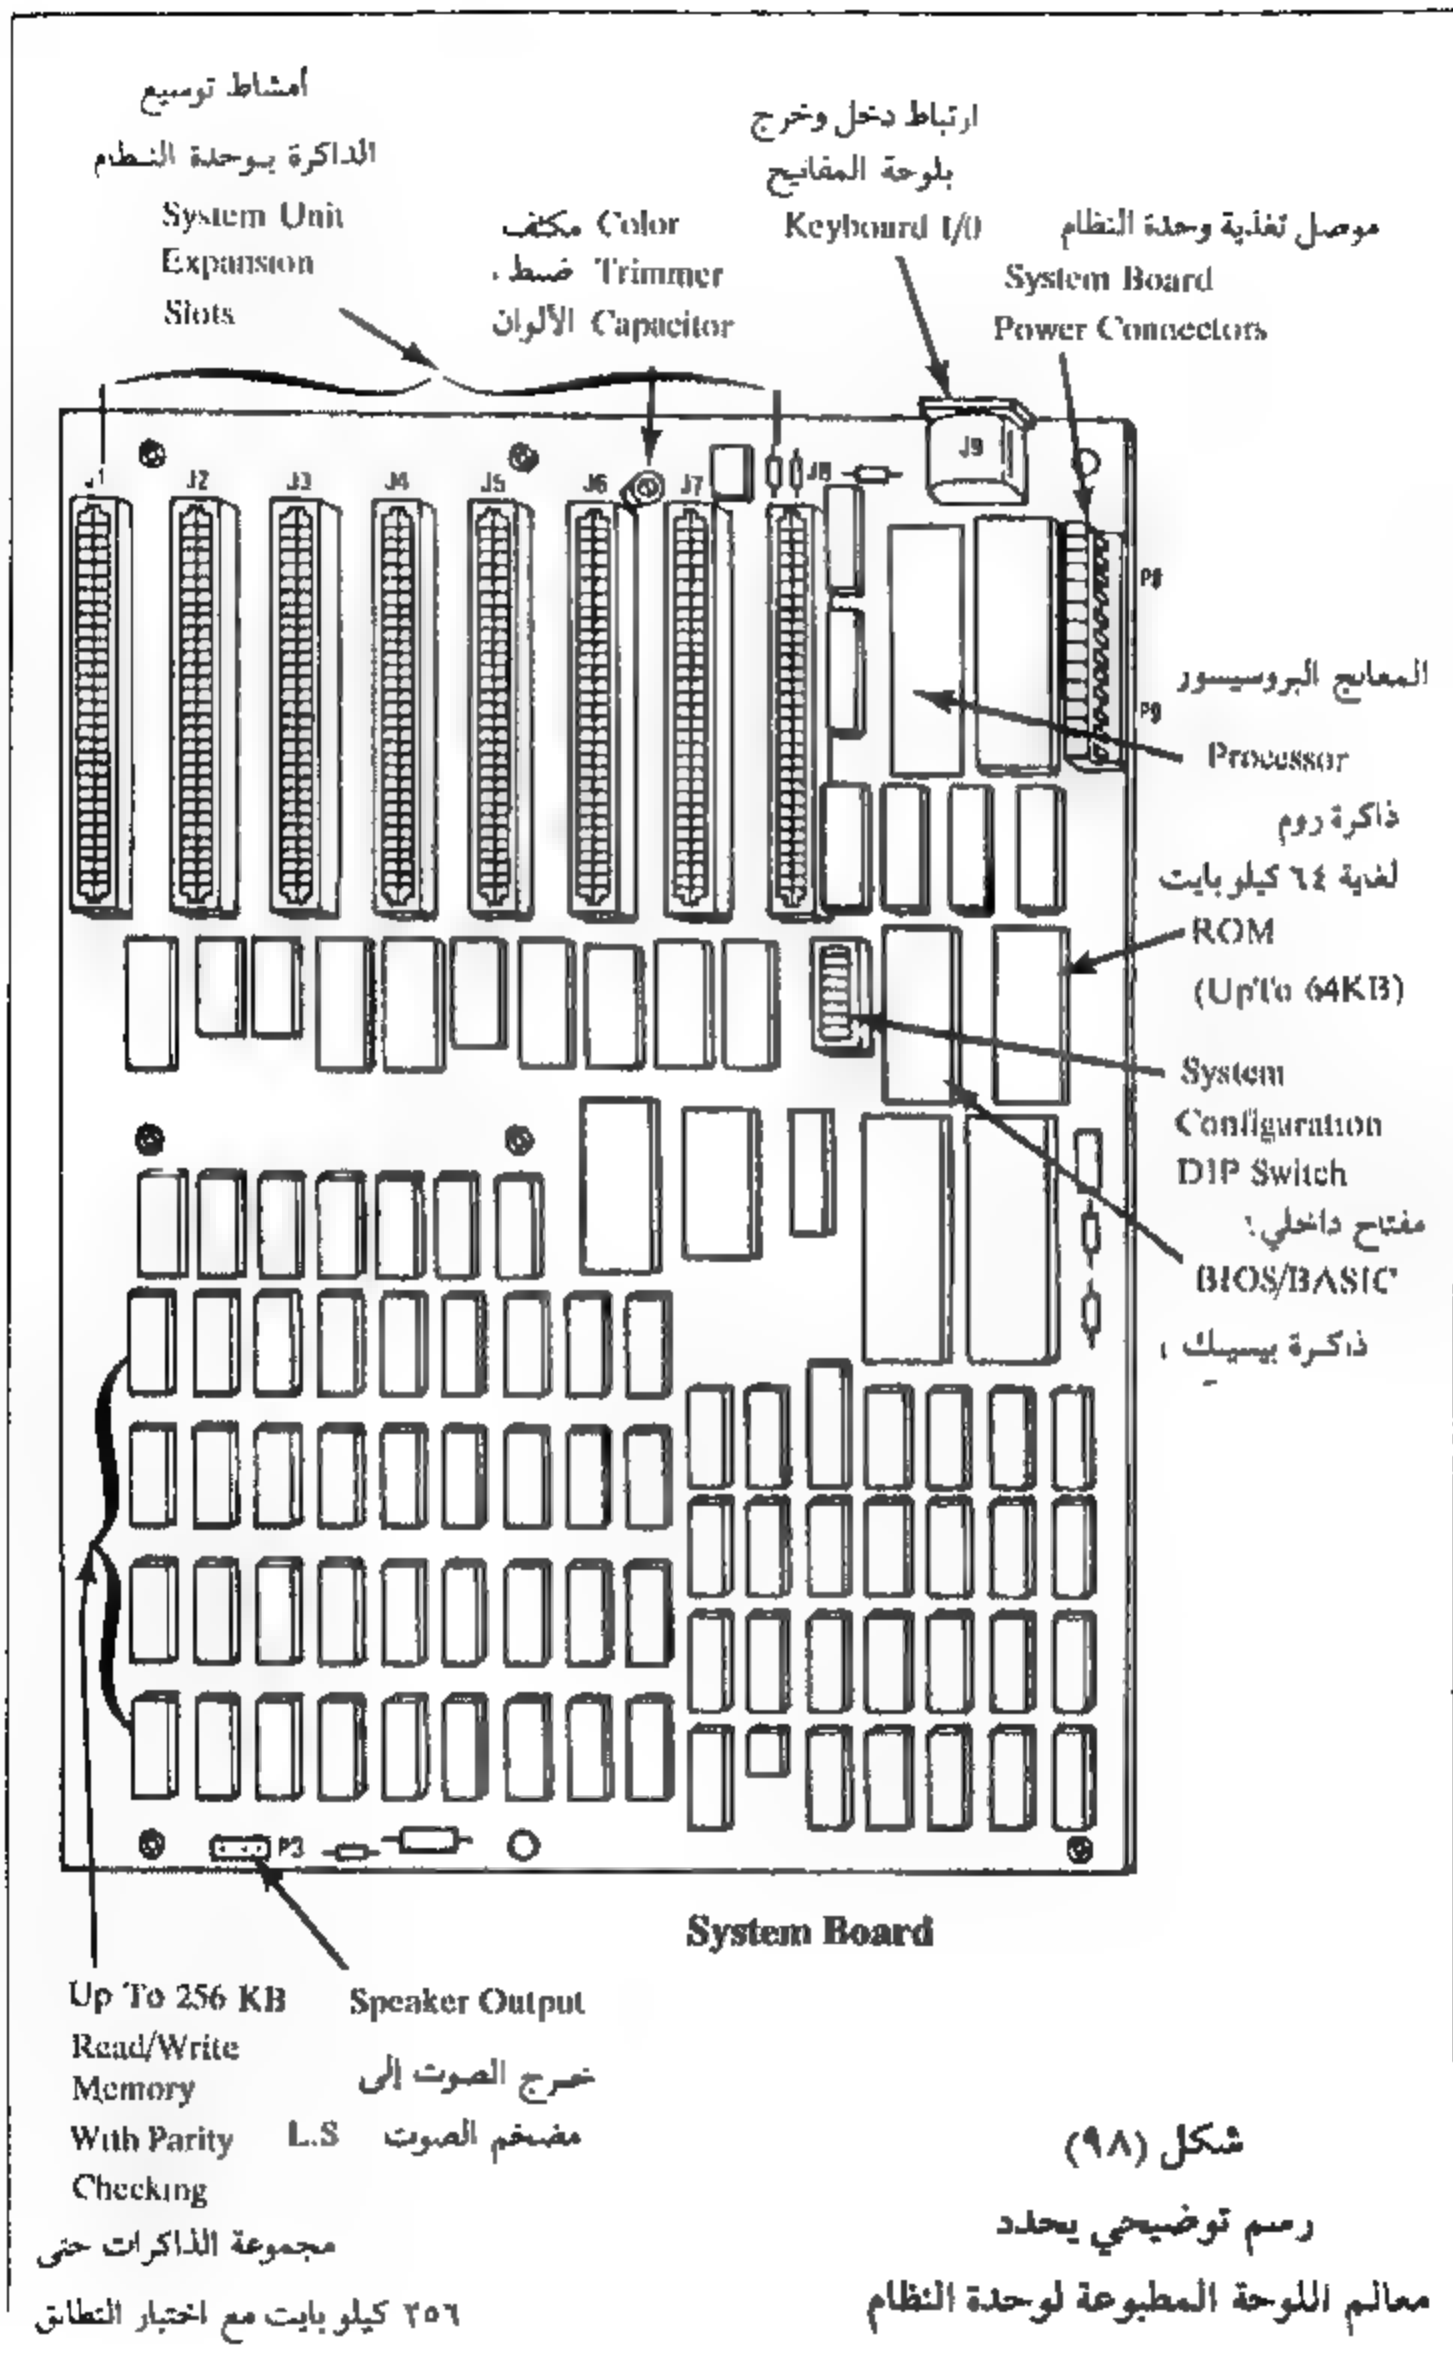 أمشاط توسيع
الذاكرة بوحدة النظام
System Unit
Expansion
Slots
مكثف Color
ضبط Trimmer
الألوان Capacitor
ارتباط دخل وخرج
بلوحة المفاتيح
Keyboard I/0
موصل تغذية وحدة النظام
System Board
Power Connectors
J1 J2 J3 J4 J5 J6 J7 J8 J9
P8
P9
المعالج البروسيسور
Processor
ذاكرة روم
لغاية ٦٤ كيلو بايت
ROM
(UpTo 64KB)
System
Configuration
DIP Switch
مفتاح داخلي
BIOS/BASIC
ذاكرة بيسيك
P3
System Board
Up To 256 KB
Read/Write
Memory
With Parity
Checking
مجموعة الذاكرات حتى
٢٥٦ كيلو بايت مع اختبار التطابق
Speaker Output
خرج الصوت إلى
مضخم الصوت L.S
شكل (٩٨)
رسم توضيحي يحدد
معالم اللوحة المطبوعة لوحدة النظام